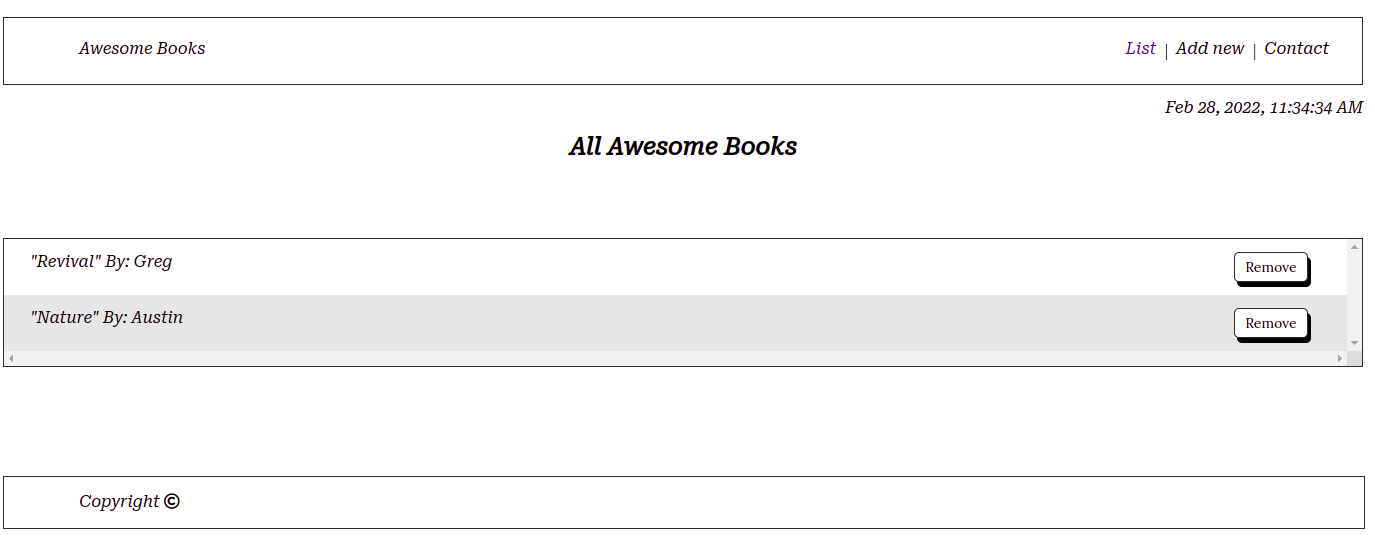 Awesome Books
List | Add new | Contact
Feb 28, 2022, 11:34:34 AM
All Awesome Books
"Revival" By: Greg
Remove
"Nature" By: Austin
Remove
Copyright ©